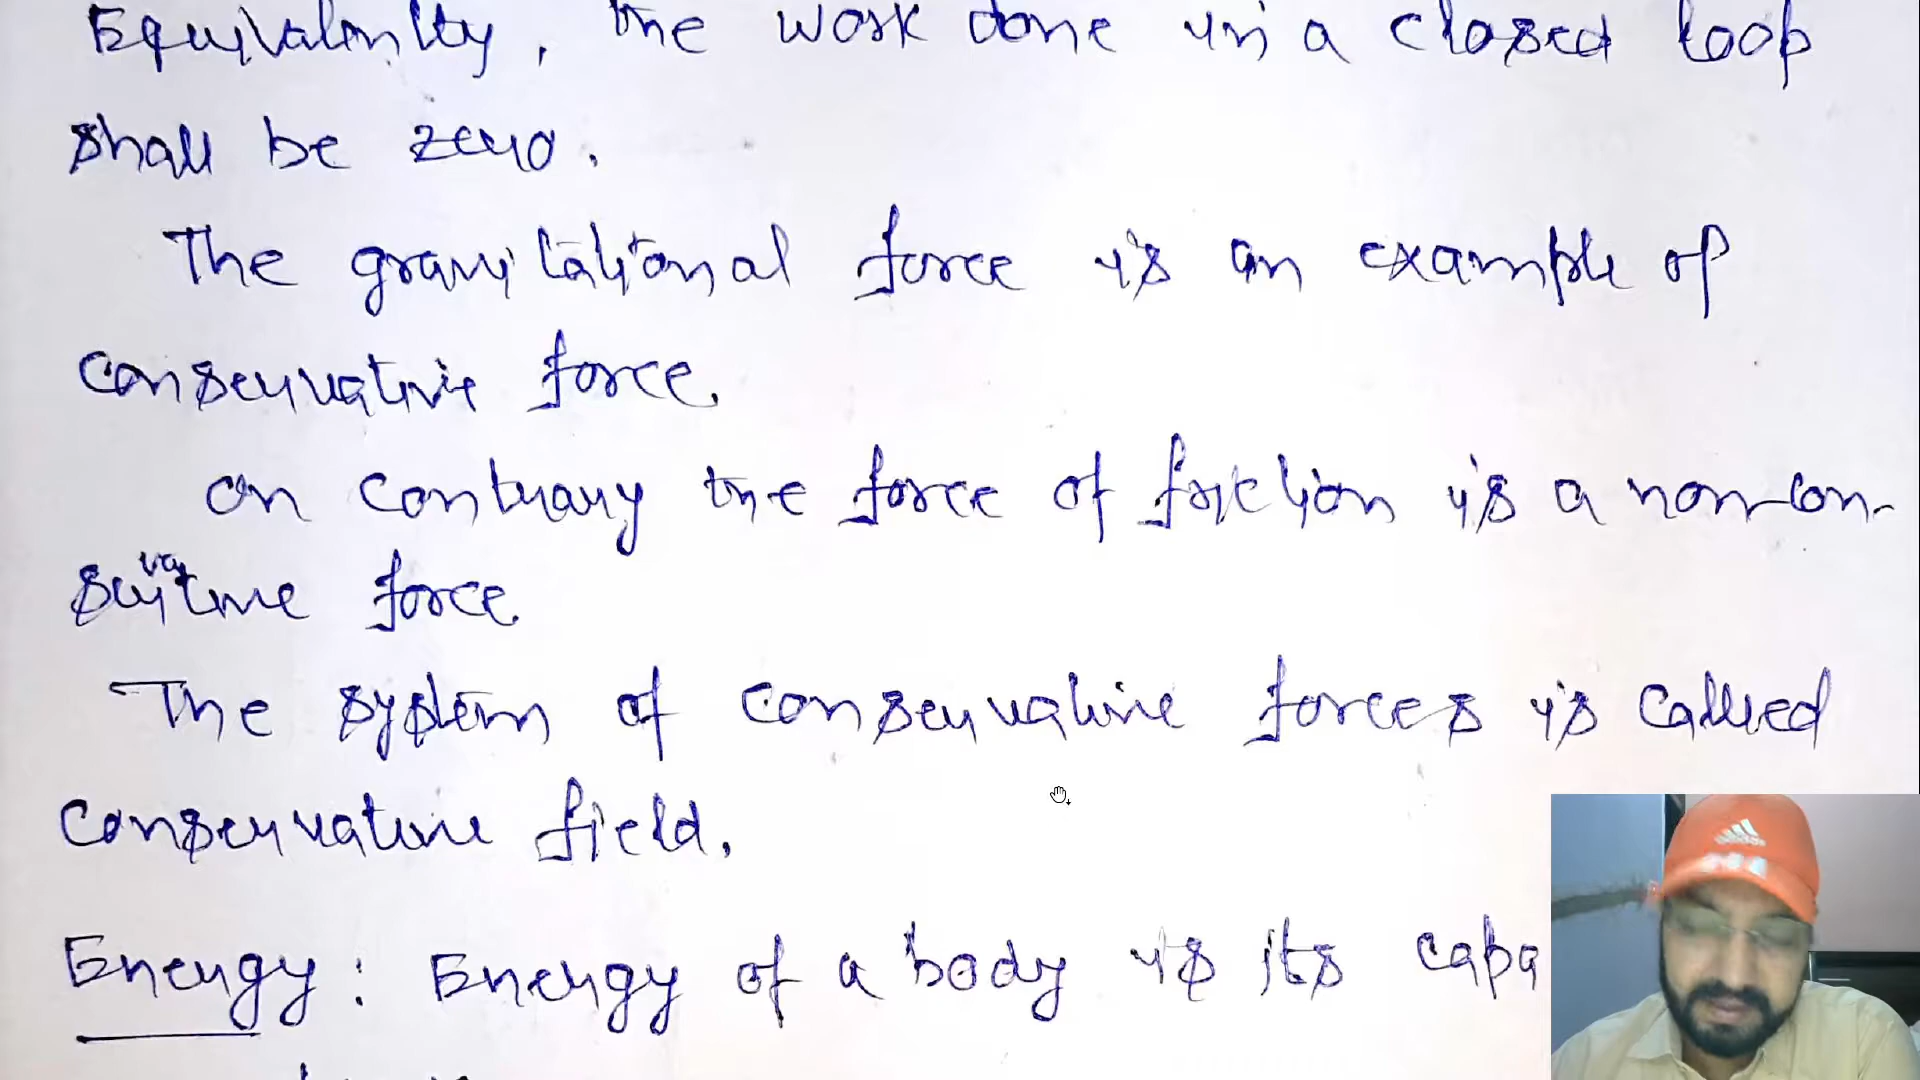 Equivalently, the work done in a closed loop
shall be zero.
The gravitational force is an example of
conservative force.
on contrary the force of friction is a non-con-
servative force
The system of conservative forces is called
conservative field.
Energy: Energy of a body is its capa